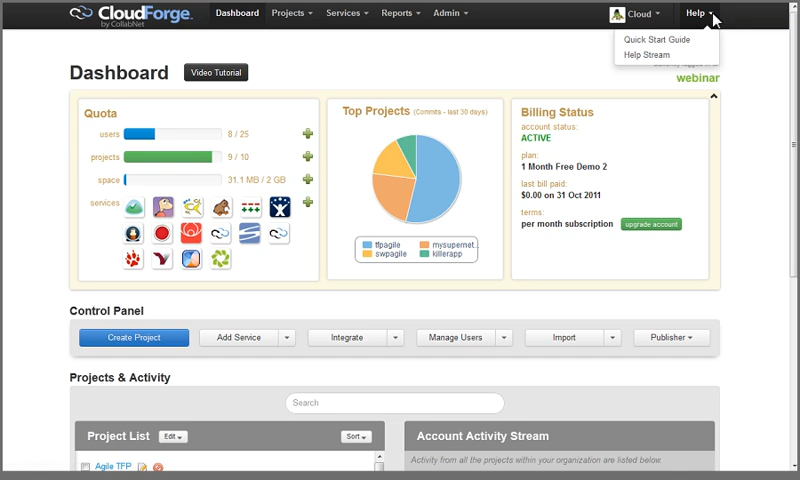 CloudForge.
by CollabNet
Dashboard Projects Services Reports Admin
Cloud
Help
Quick Start Guide
Help Stream
Dashboard
Video Tutorial
webinar
Quota
users 8 / 25
projects 9 / 10
space 31.1 MB / 2 GB
services
Top Projects (Commits - last 30 days)
tfpagile mysupernet...
swpagile killerapp
Billing Status
account status:
ACTIVE
plan:
1 Month Free Demo 2
last bill paid:
$0.00 on 31 Oct 2011
terms:
per month subscription upgrade account
Control Panel
Create Project Add Service Integrate Manage Users Import Publisher
Projects & Activity
Search
Project List Edit Sort
Agile TFP
Account Activity Stream
Activity from all the projects within your organization are listed below.